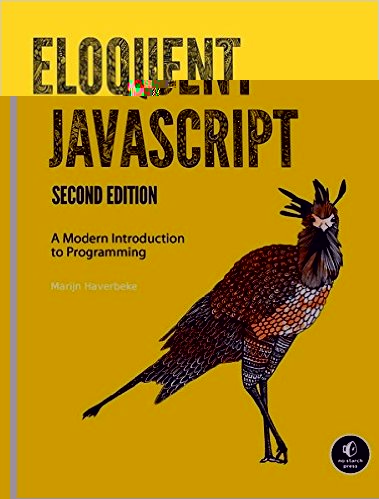 ELOQUENT
JAVASCRIPT
SECOND EDITION
A Modern Introduction
to Programming
Marijn Haverbeke
no starch
press